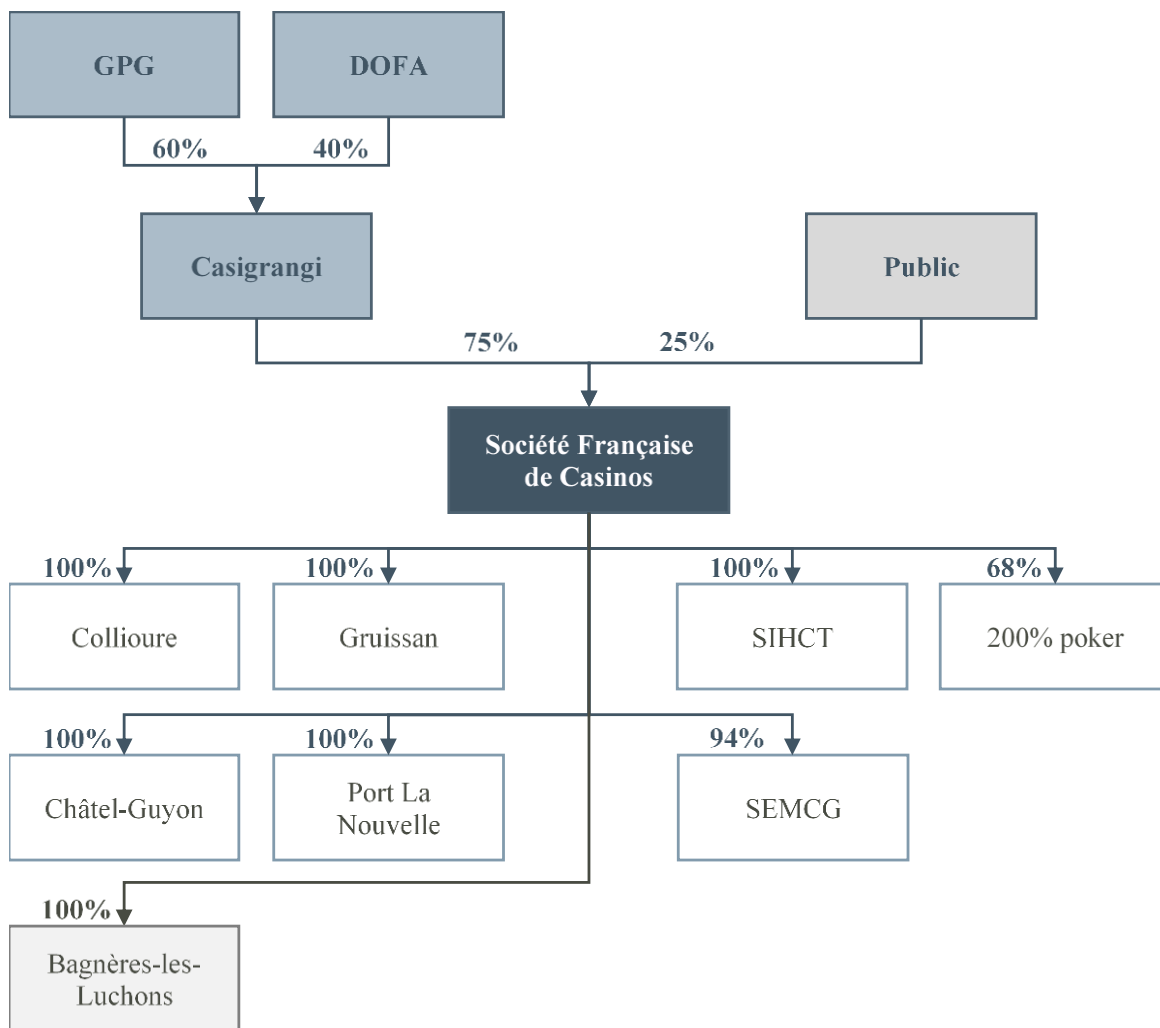 GPG
DOFA
60%
40%
Casigrangi
Public
75%
25%
Société Française
de Casinos
100%
100%
100%
68%
Collioure
Gruissan
SIHCT
200% poker
100%
100%
94%
Châtel-Guyon
Port La
Nouvelle
SEMCG
100%
Bagnères-les-
Luchons